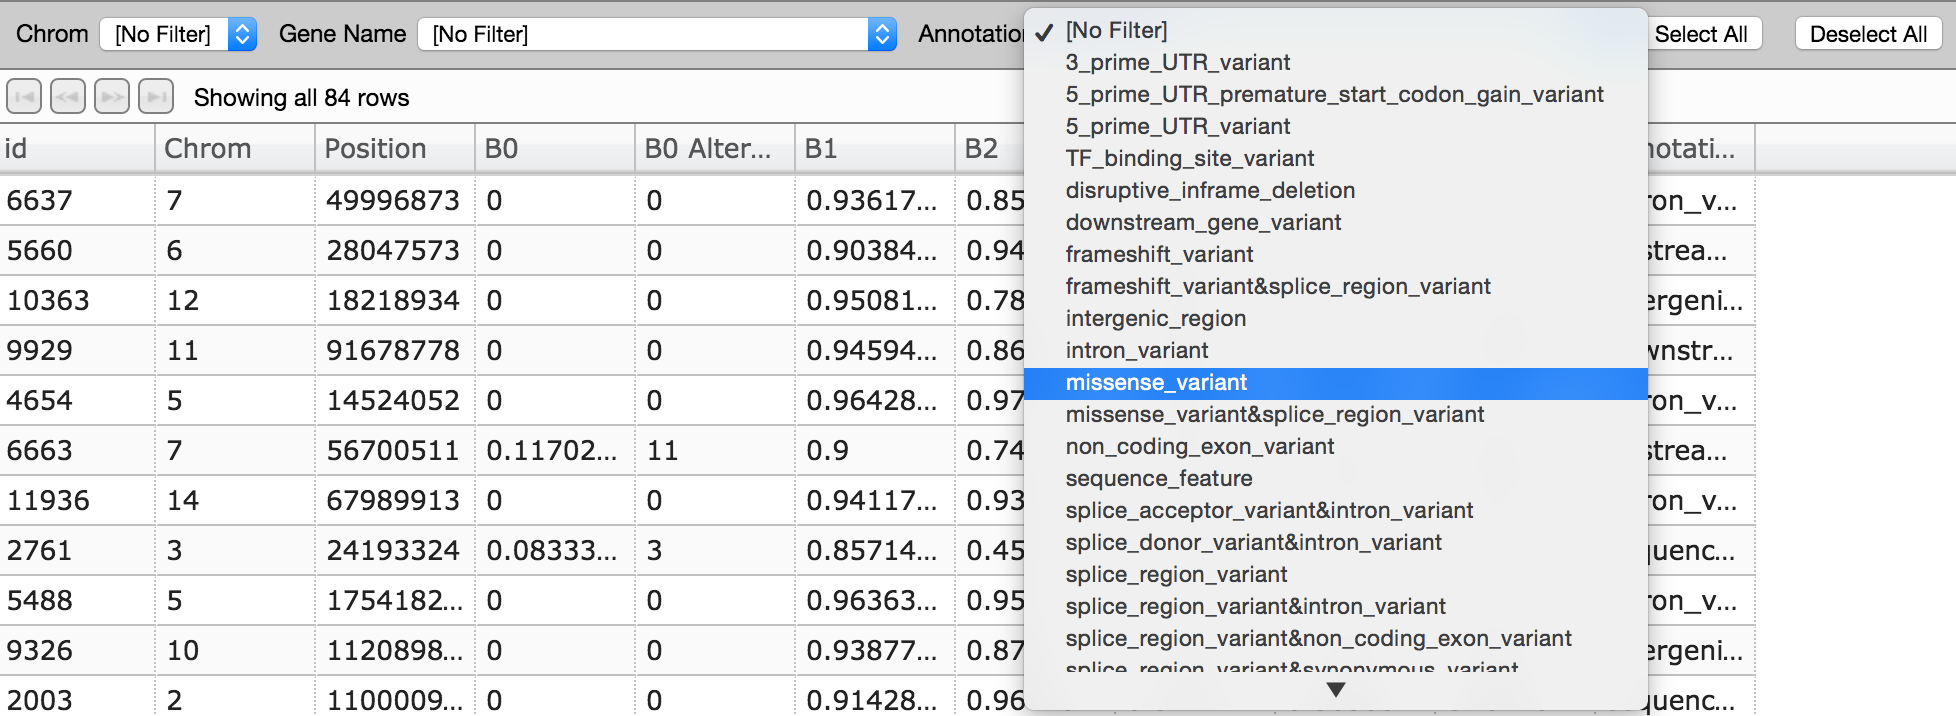 Chrom [No Filter] Gene Name [No Filter] Annotation Select All Deselect All
[No Filter]
3_prime_UTR_variant
5_prime_UTR_premature_start_codon_gain_variant
5_prime_UTR_variant
TF_binding_site_variant
disruptive_inframe_deletion
downstream_gene_variant
frameshift_variant
frameshift_variant&splice_region_variant
intergenic_region
intron_variant
missense_variant
missense_variant&splice_region_variant
non_coding_exon_variant
sequence_feature
splice_acceptor_variant&intron_variant
splice_donor_variant&intron_variant
splice_region_variant
splice_region_variant&intron_variant
splice_region_variant&non_coding_exon_variant
splice_region_variant&synonymous_variant
Showing all 84 rows
id Chrom Position B0 B0 Alter... B1 B2 notati...
6637 7 49996873 0 0 0.93617... 0.85 ron_v...
5660 6 28047573 0 0 0.90384... 0.94 strea...
10363 12 18218934 0 0 0.95081... 0.78 ergeni...
9929 11 91678778 0 0 0.94594... 0.86 wnstr...
4654 5 14524052 0 0 0.96428... 0.97 ron_v...
6663 7 56700511 0.11702... 11 0.9 0.74 strea...
11936 14 67989913 0 0 0.94117... 0.93 ron_v...
2761 3 24193324 0.08333... 3 0.85714... 0.45 quenc...
5488 5 1754182... 0 0 0.96363... 0.95 ron_v...
9326 10 1120898... 0 0 0.93877... 0.87 ergeni...
2003 2 1100009... 0 0 0.91428... 0.96 quenc...